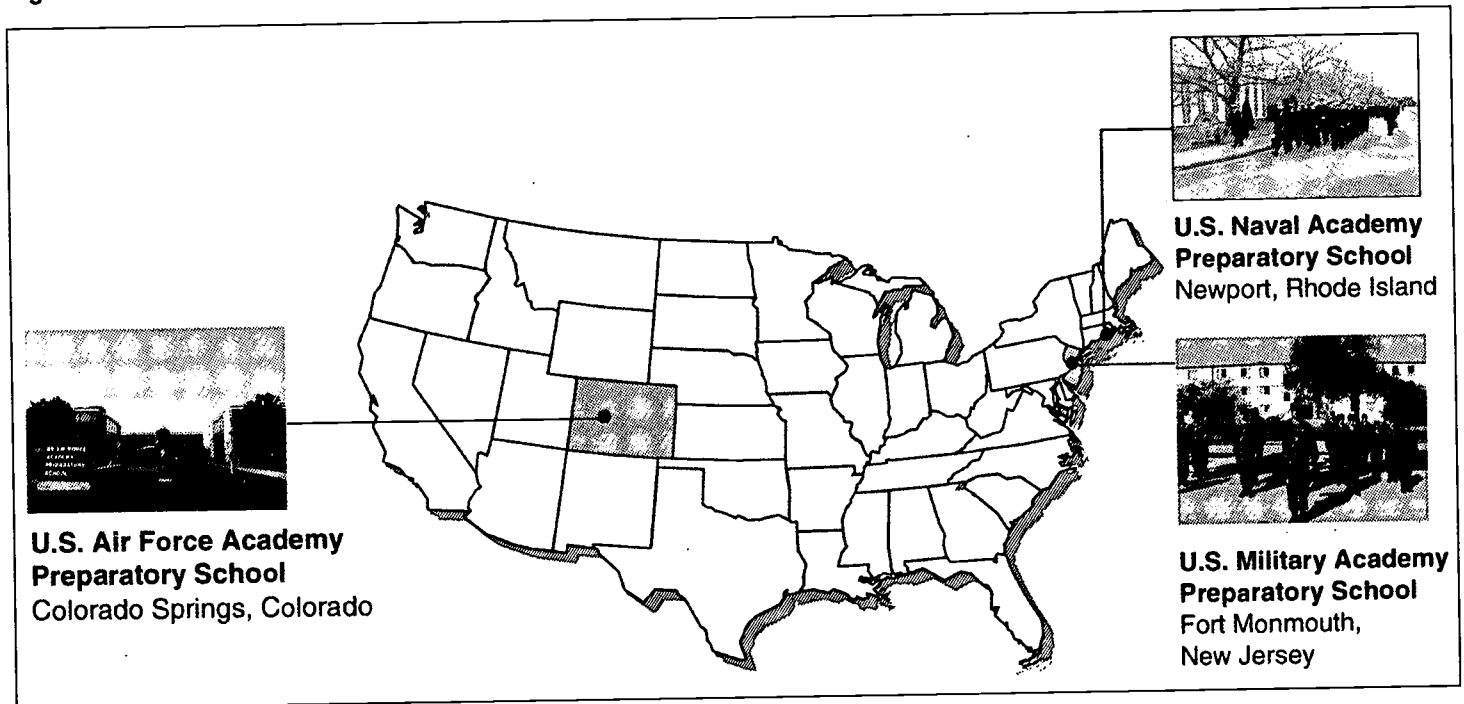 U.S. Naval Academy
Preparatory School
Newport, Rhode Island
U.S. Air Force Academy
Preparatory School
Colorado Springs, Colorado
U.S. Military Academy
Preparatory School
Fort Monmouth,
New Jersey